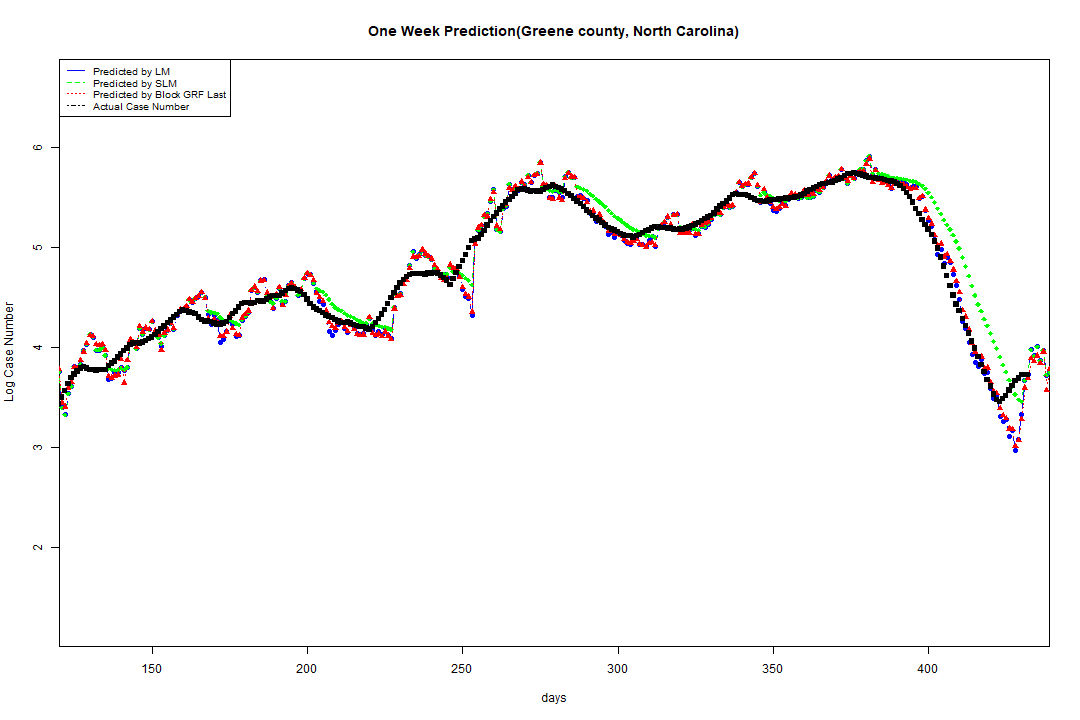 One Week Prediction(Greene county, North Carolina)
Predicted by LM
Predicted by SLM
Predicted by Block GRF Last
Actual Case Number
6
5
4
3
2
Log Case Number
150 200 250 300 350 400
days